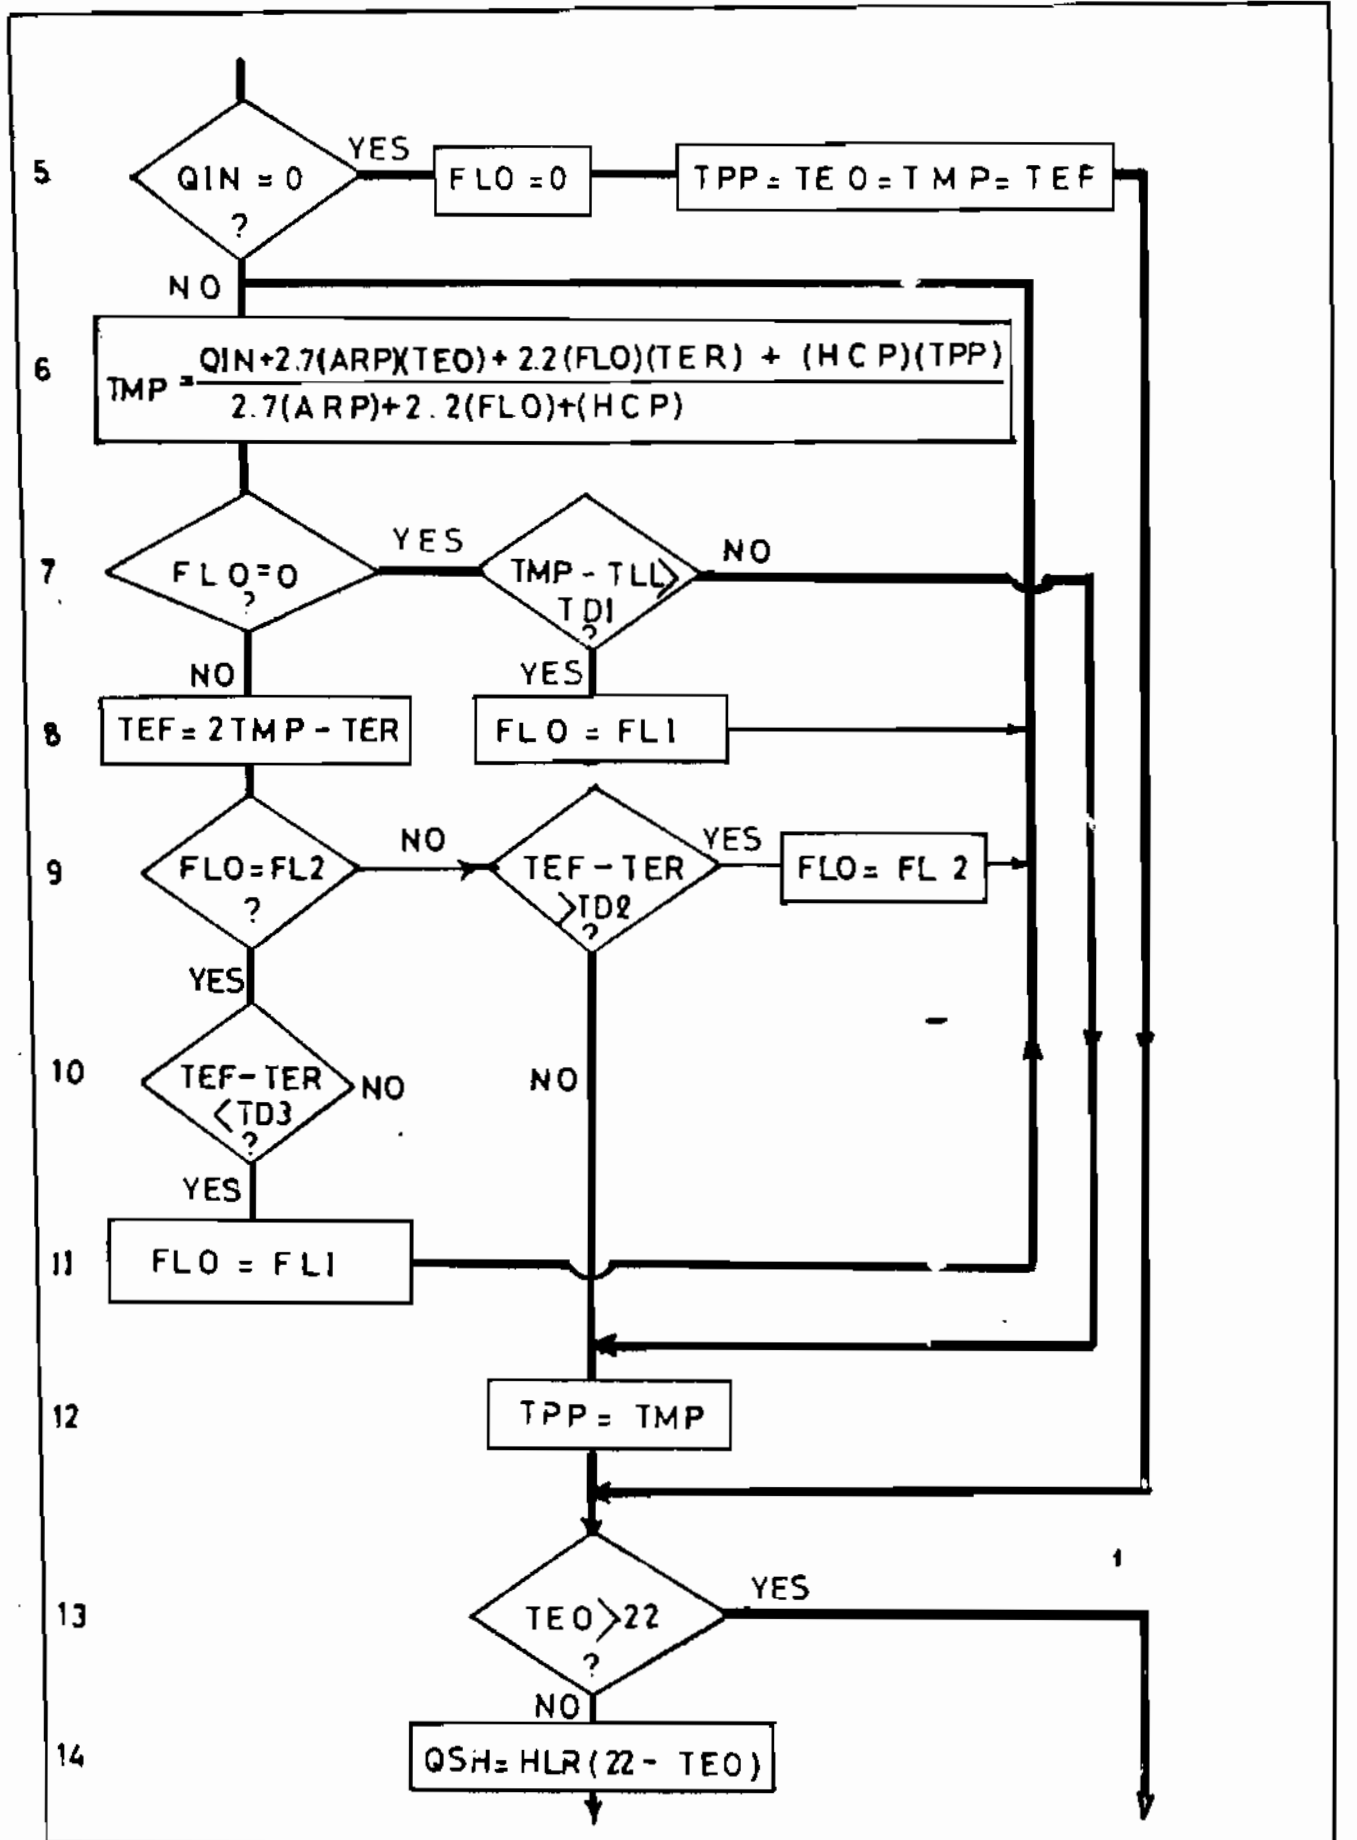 5
QIN = 0
?
YES
FLO = 0
TPP = TEO = TMP = TEF
NO
6
TMP = QIN+2.7(ARP)(TEO)+ 2.2(FLO)(TER) + (HCP)(TPP)
2.7(ARP)+2.2(FLO)+(HCP)
7
FLO=0
?
YES
TMP - TLL>
TD1
?
NO
NO
YES
8
TEF = 2TMP - TER
FLO = FL1
9
FLO=FL2
?
NO
TEF - TER
>TD2
?
YES
FLO= FL 2
YES
10
TEF-TER
<TD3
?
NO
NO
YES
11
FLO = FL1
12
TPP = TMP
13
TEO>22
?
YES
NO
14
QSH= HLR(22 - TEO)